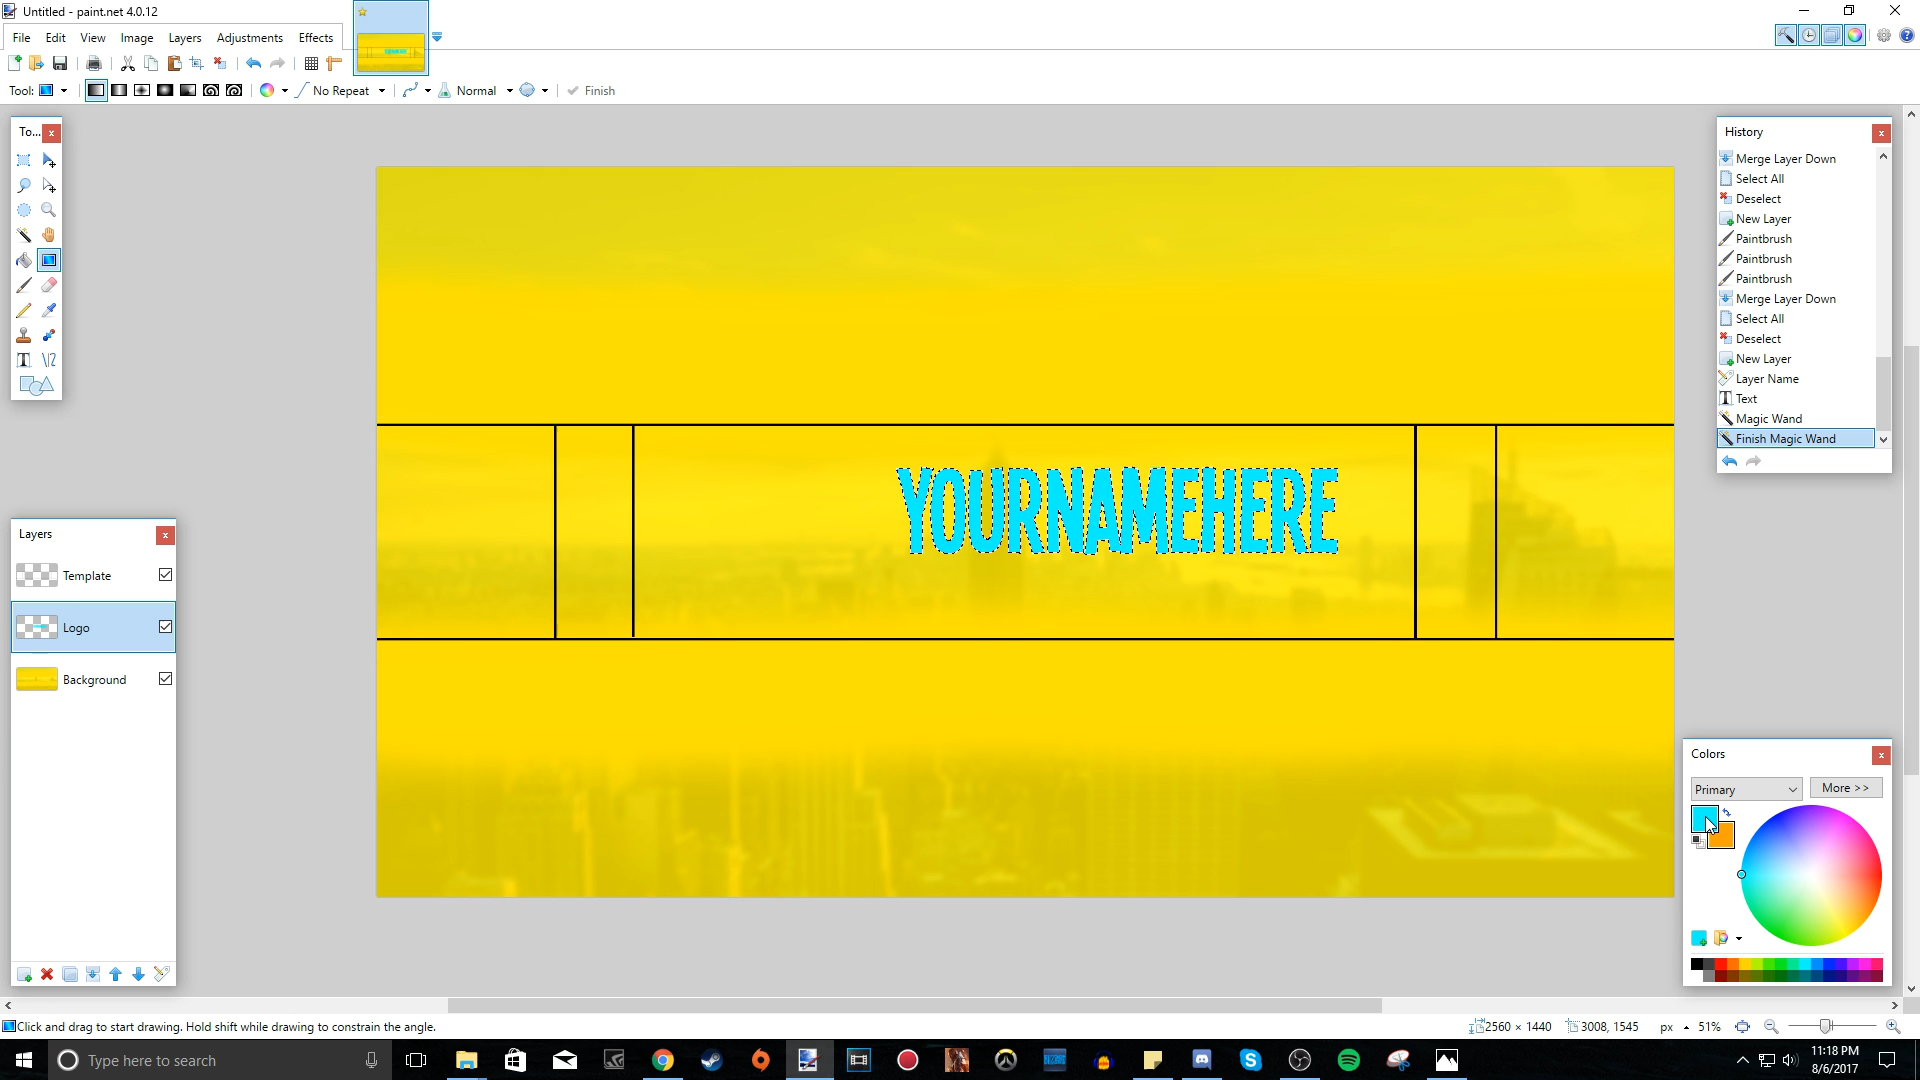 Untitled - paint.net 4.0.12
File Edit View Image Layers Adjustments Effects
Tool: No Repeat Normal Finish
To...
History
Merge Layer Down
Select All
Deselect
New Layer
Paintbrush
Paintbrush
Paintbrush
Merge Layer Down
Select All
Deselect
New Layer
Layer Name
Text
Magic Wand
Finish Magic Wand
YOURNAMEHERE
Layers
Template
Logo
Background
Colors
Primary More >>
Click and drag to start drawing. Hold shift while drawing to constrain the angle.
2560 × 1440 3008, 1545 px 51%
Type here to search
11:18 PM
8/6/2017